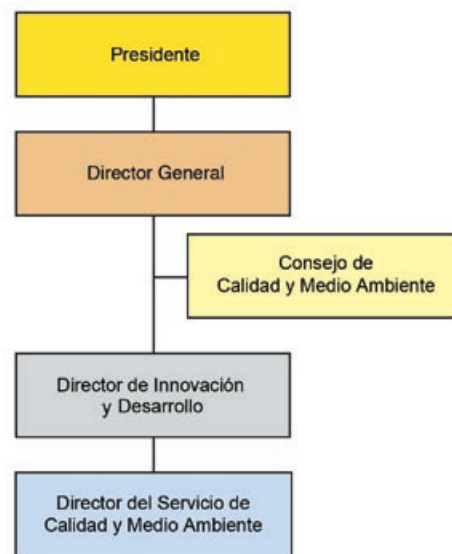 Presidente
Director General
Consejo de
Calidad y Medio Ambiente
Director de Innovación
y Desarrollo
Director del Servicio de
Calidad y Medio Ambiente